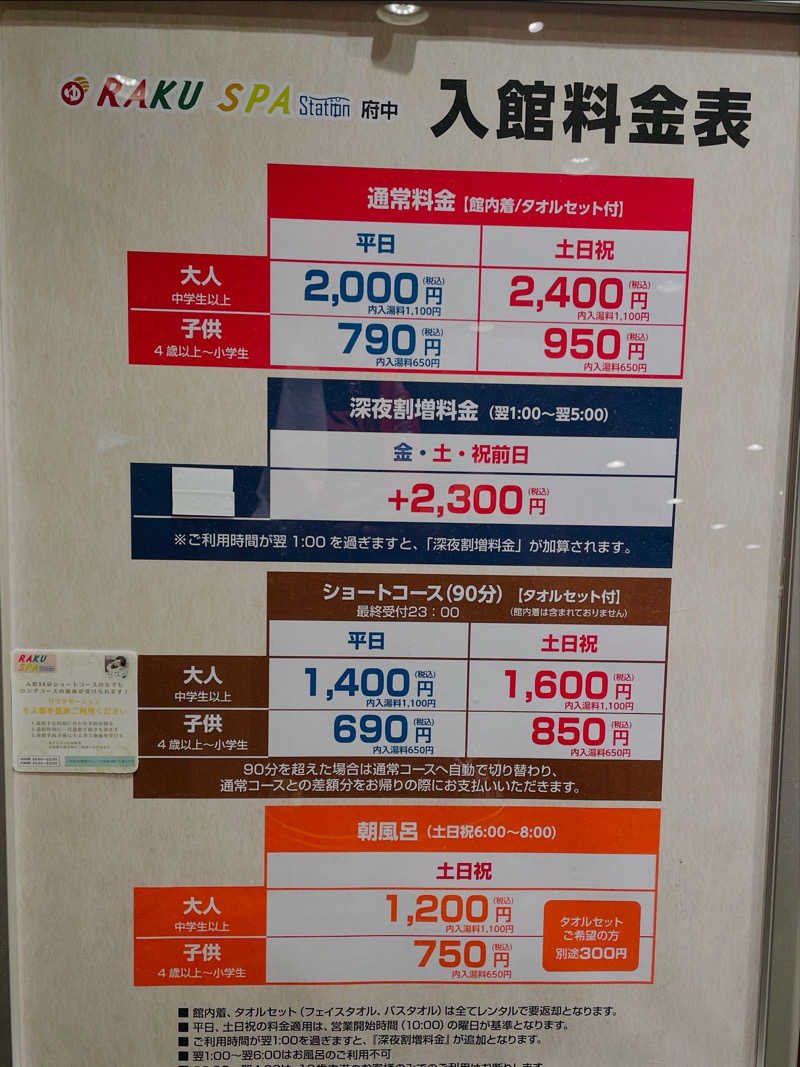 ゆ RAKU SPA Station 府中 入館料金表
通常料金【館内着/タオルセット付】
平日 土日祝
大人 中学生以上 2,000円(税込) 内入湯料1,100円 2,400円(税込) 内入湯料1,100円
子供 4歳以上～小学生 790円(税込) 内入湯料650円 950円(税込) 内入湯料650円
深夜割増料金(翌1:00～翌5:00)
金・土・祝前日
+2,300円(税込)
※ご利用時間が翌1:00を過ぎますと、「深夜割増料金」が加算されます。
ショートコース(90分)【タオルセット付】
最終受付23:00 (館内着は含まれておりません)
平日 土日祝
大人 中学生以上 1,400円(税込) 内入湯料1,100円 1,600円(税込) 内入湯料1,100円
子供 4歳以上～小学生 690円(税込) 内入湯料650円 850円(税込) 内入湯料650円
90分を超えた場合は通常コースへ自動で切り替わり、
通常コースとの差額分をお帰りの際にお支払いいただきます。
RAKU
SPA
朝風呂(土日祝6:00～8:00)
土日祝
大人 中学生以上 1,200円(税込) 内入湯料1,100円
子供 4歳以上～小学生 750円(税込) 内入湯料650円
タオルセット
ご希望の方
別途300円
■ 館内着、タオルセット(フェイスタオル、バスタオル)は全てレンタルで要返却となります。
■ 平日、土日祝の料金適用は、営業開始時間(10:00)の曜日が基準となります。
■ ご利用時間が翌1:00を過ぎますと、『深夜割増料金』が追加となります。
■ 翌1:00～翌6:00はお風呂のご利用不可